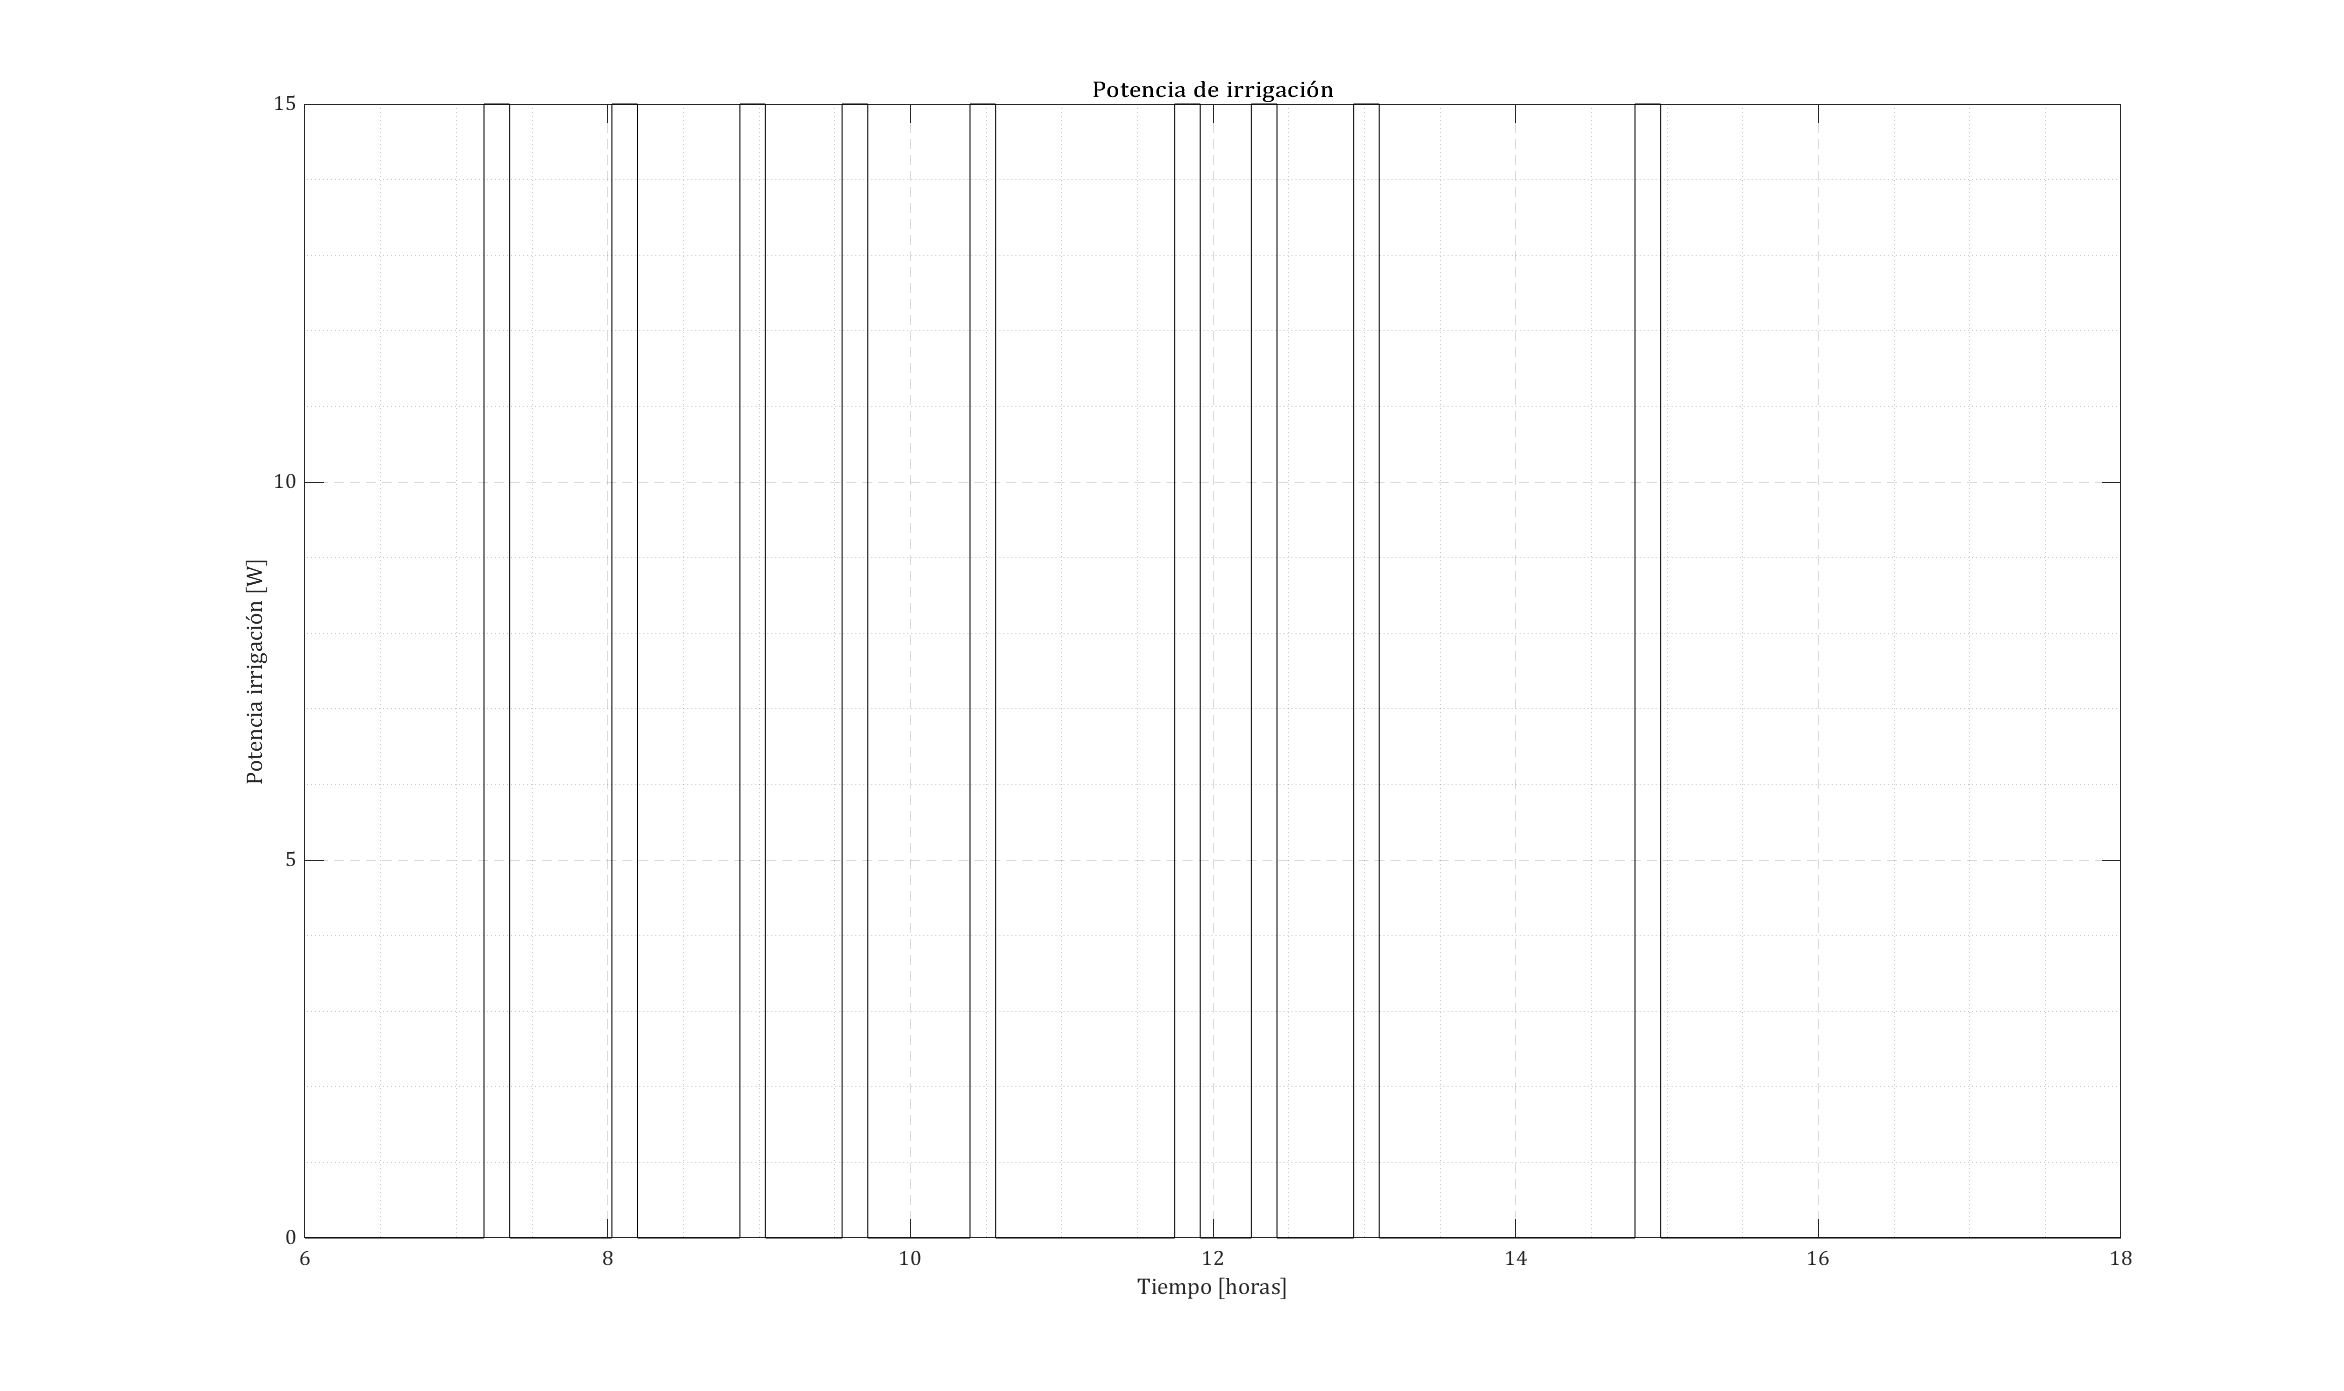 Potencia de irrigación
15
10
5
0
Potencia irrigación [W]
6 8 10 12 14 16 18
Tiempo [horas]